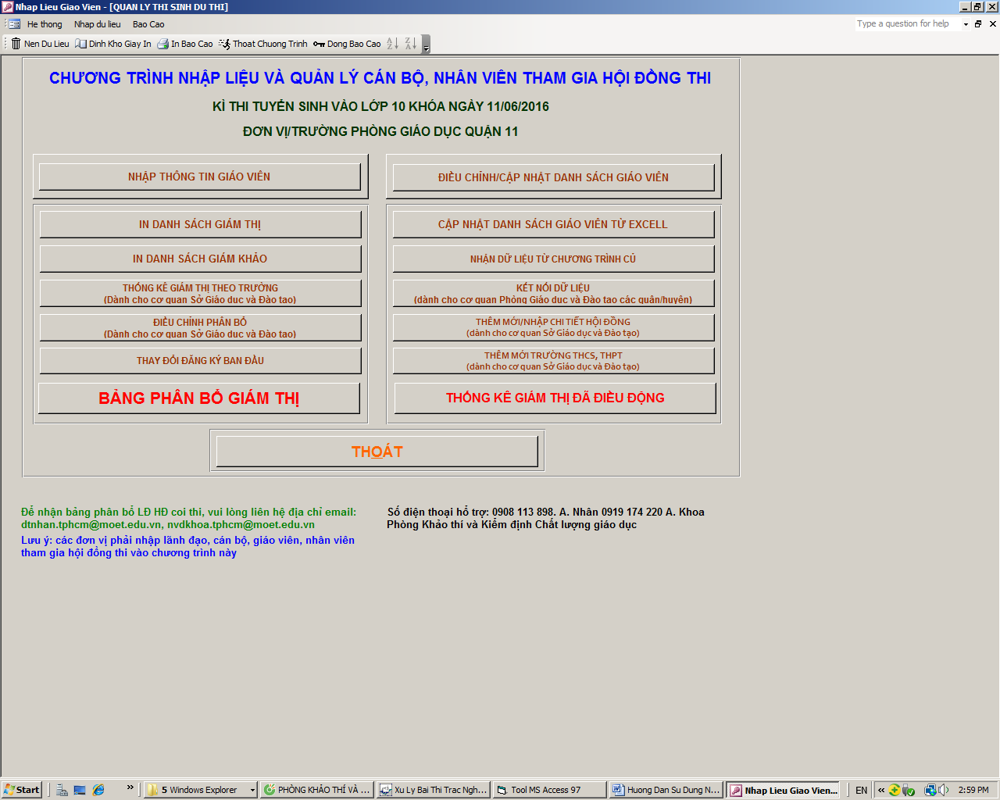 Nhap Lieu Giao Vien - [QUAN LY THI SINH DU THI]
He thong Nhap du lieu Bao Cao Type a question for help
Nen Du Lieu Dinh Kho Giay In In Bao Cao Thoat Chuong Trinh Dong Bao Cao
CHƯƠNG TRÌNH NHẬP LIỆU VÀ QUẢN LÝ CÁN BỘ, NHÂN VIÊN THAM GIA HỘI ĐỒNG THI
KÌ THI TUYỂN SINH VÀO LỚP 10 KHÓA NGÀY 11/06/2016
ĐƠN VỊ/TRƯỜNG PHÒNG GIÁO DỤC QUẬN 11
NHẬP THÔNG TIN GIÁO VIÊN
ĐIỀU CHỈNH/CẬP NHẬT DANH SÁCH GIÁO VIÊN
IN DANH SÁCH GIÁM THỊ
CẬP NHẬT DANH SÁCH GIÁO VIÊN TỪ EXCELL
IN DANH SÁCH GIÁM KHẢO
NHẬN DỮ LIỆU TỪ CHƯƠNG TRÌNH CỦ
THỐNG KÊ GIÁM THỊ THEO TRƯỜNG
(Dành cho cơ quan Sở Giáo dục và Đào tạo)
KẾT NỐI DỮ LIỆU
(dành cho cơ quan Phòng Giáo dục và Đào tạo các quận/huyện)
ĐIỀU CHỈNH PHÂN BỔ
(Dành cho cơ quan Sở Giáo dục và Đào tạo)
THÊM MỚI/NHẬP CHI TIẾT HỘI ĐỒNG
(dành cho cơ quan Sở Giáo dục và Đào tạo)
THAY ĐỔI ĐĂNG KÝ BAN ĐẦU
THÊM MỚI TRƯỜNG THCS, THPT
(dành cho cơ quan Sở Giáo dục và Đào tạo)
BẢNG PHÂN BỔ GIÁM THỊ
THỐNG KÊ GIÁM THỊ ĐÃ ĐIỀU ĐỘNG
THOÁT
Để nhận bảng phân bổ LĐ HĐ coi thi, vui lòng liên hệ địa chỉ email:
dtnhan.tphcm@moet.edu.vn, nvdkhoa.tphcm@moet.edu.vn
Lưu ý: các đơn vị phải nhập lãnh đạo, cán bộ, giáo viên, nhân viên
tham gia hội đồng thi vào chương trình này
Số điện thoại hổ trợ: 0908 113 898. A. Nhân 0919 174 220 A. Khoa
Phòng Khảo thí và Kiểm định Chất lượng giáo dục
Start » 5 Windows Explorer PHÒNG KHẢO THÍ VÀ ... Xu Ly Bai Thi Trac Ngh... Tool MS Access 97 Huong Dan Su Dung N... Nhap Lieu Giao Vien... EN « 2:59 PM